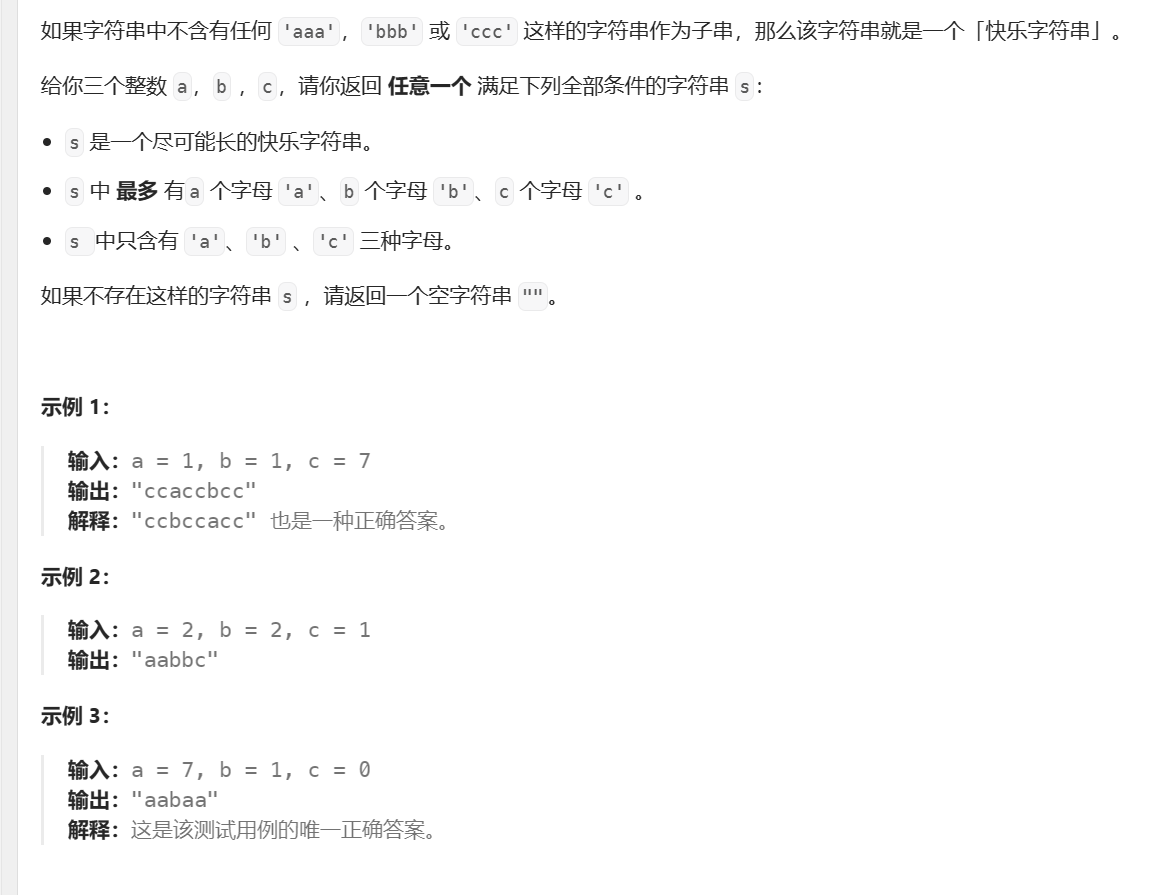 如果字符串中不含有任何 'aaa'，'bbb' 或 'ccc' 这样的字符串作为子串，那么该字符串就是一个「快乐字符串」。
给你三个整数 a，b ，c，请你返回 任意一个 满足下列全部条件的字符串 s：
• s 是一个尽可能长的快乐字符串。
• s 中 最多 有a 个字母 'a'、b 个字母 'b'、c 个字母 'c' 。
• s 中只含有 'a'、'b' 、'c' 三种字母。
如果不存在这样的字符串 s ，请返回一个空字符串 ""。
示例 1：
输入：a = 1, b = 1, c = 7
输出："ccaccbcc"
解释："ccbccacc" 也是一种正确答案。
示例 2：
输入：a = 2, b = 2, c = 1
输出："aabbc"
示例 3：
输入：a = 7, b = 1, c = 0
输出："aabaa"
解释：这是该测试用例的唯一正确答案。